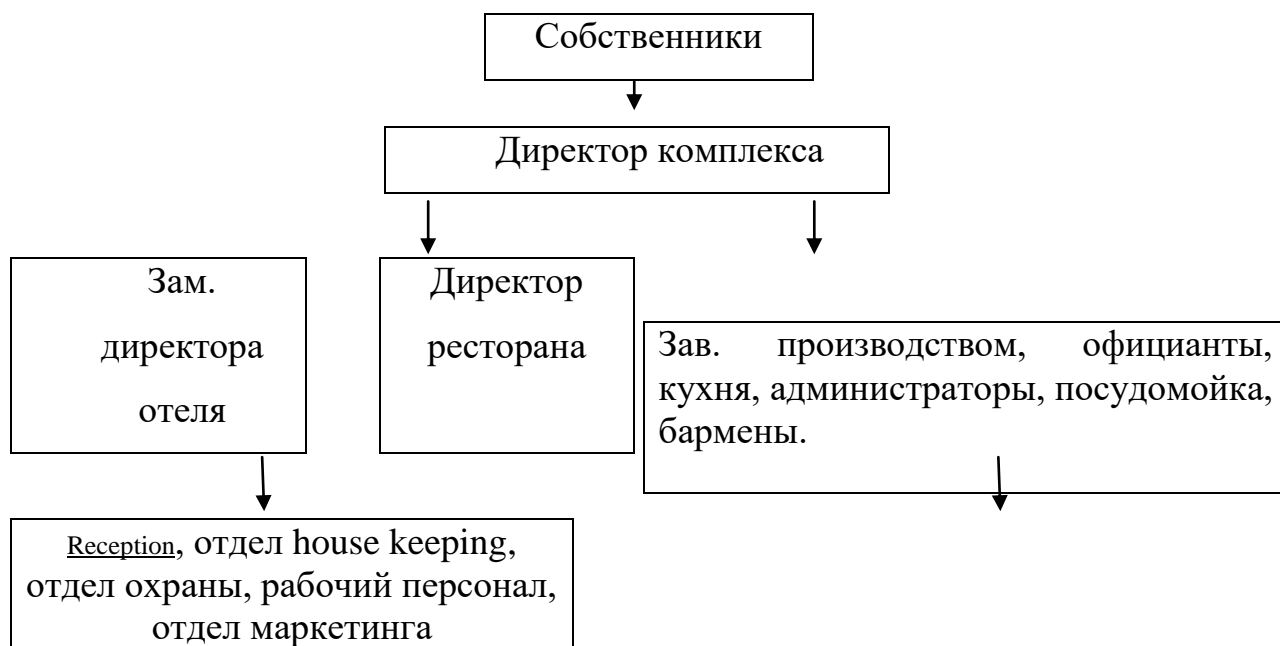 Собственники
Директор комплекса
Зам.
директора
отеля
Директор
ресторана
Зав. производством, официанты,
кухня, администраторы, посудомойка,
бармены.
Reception, отдел house keeping,
отдел охраны, рабочий персонал,
отдел маркетинга